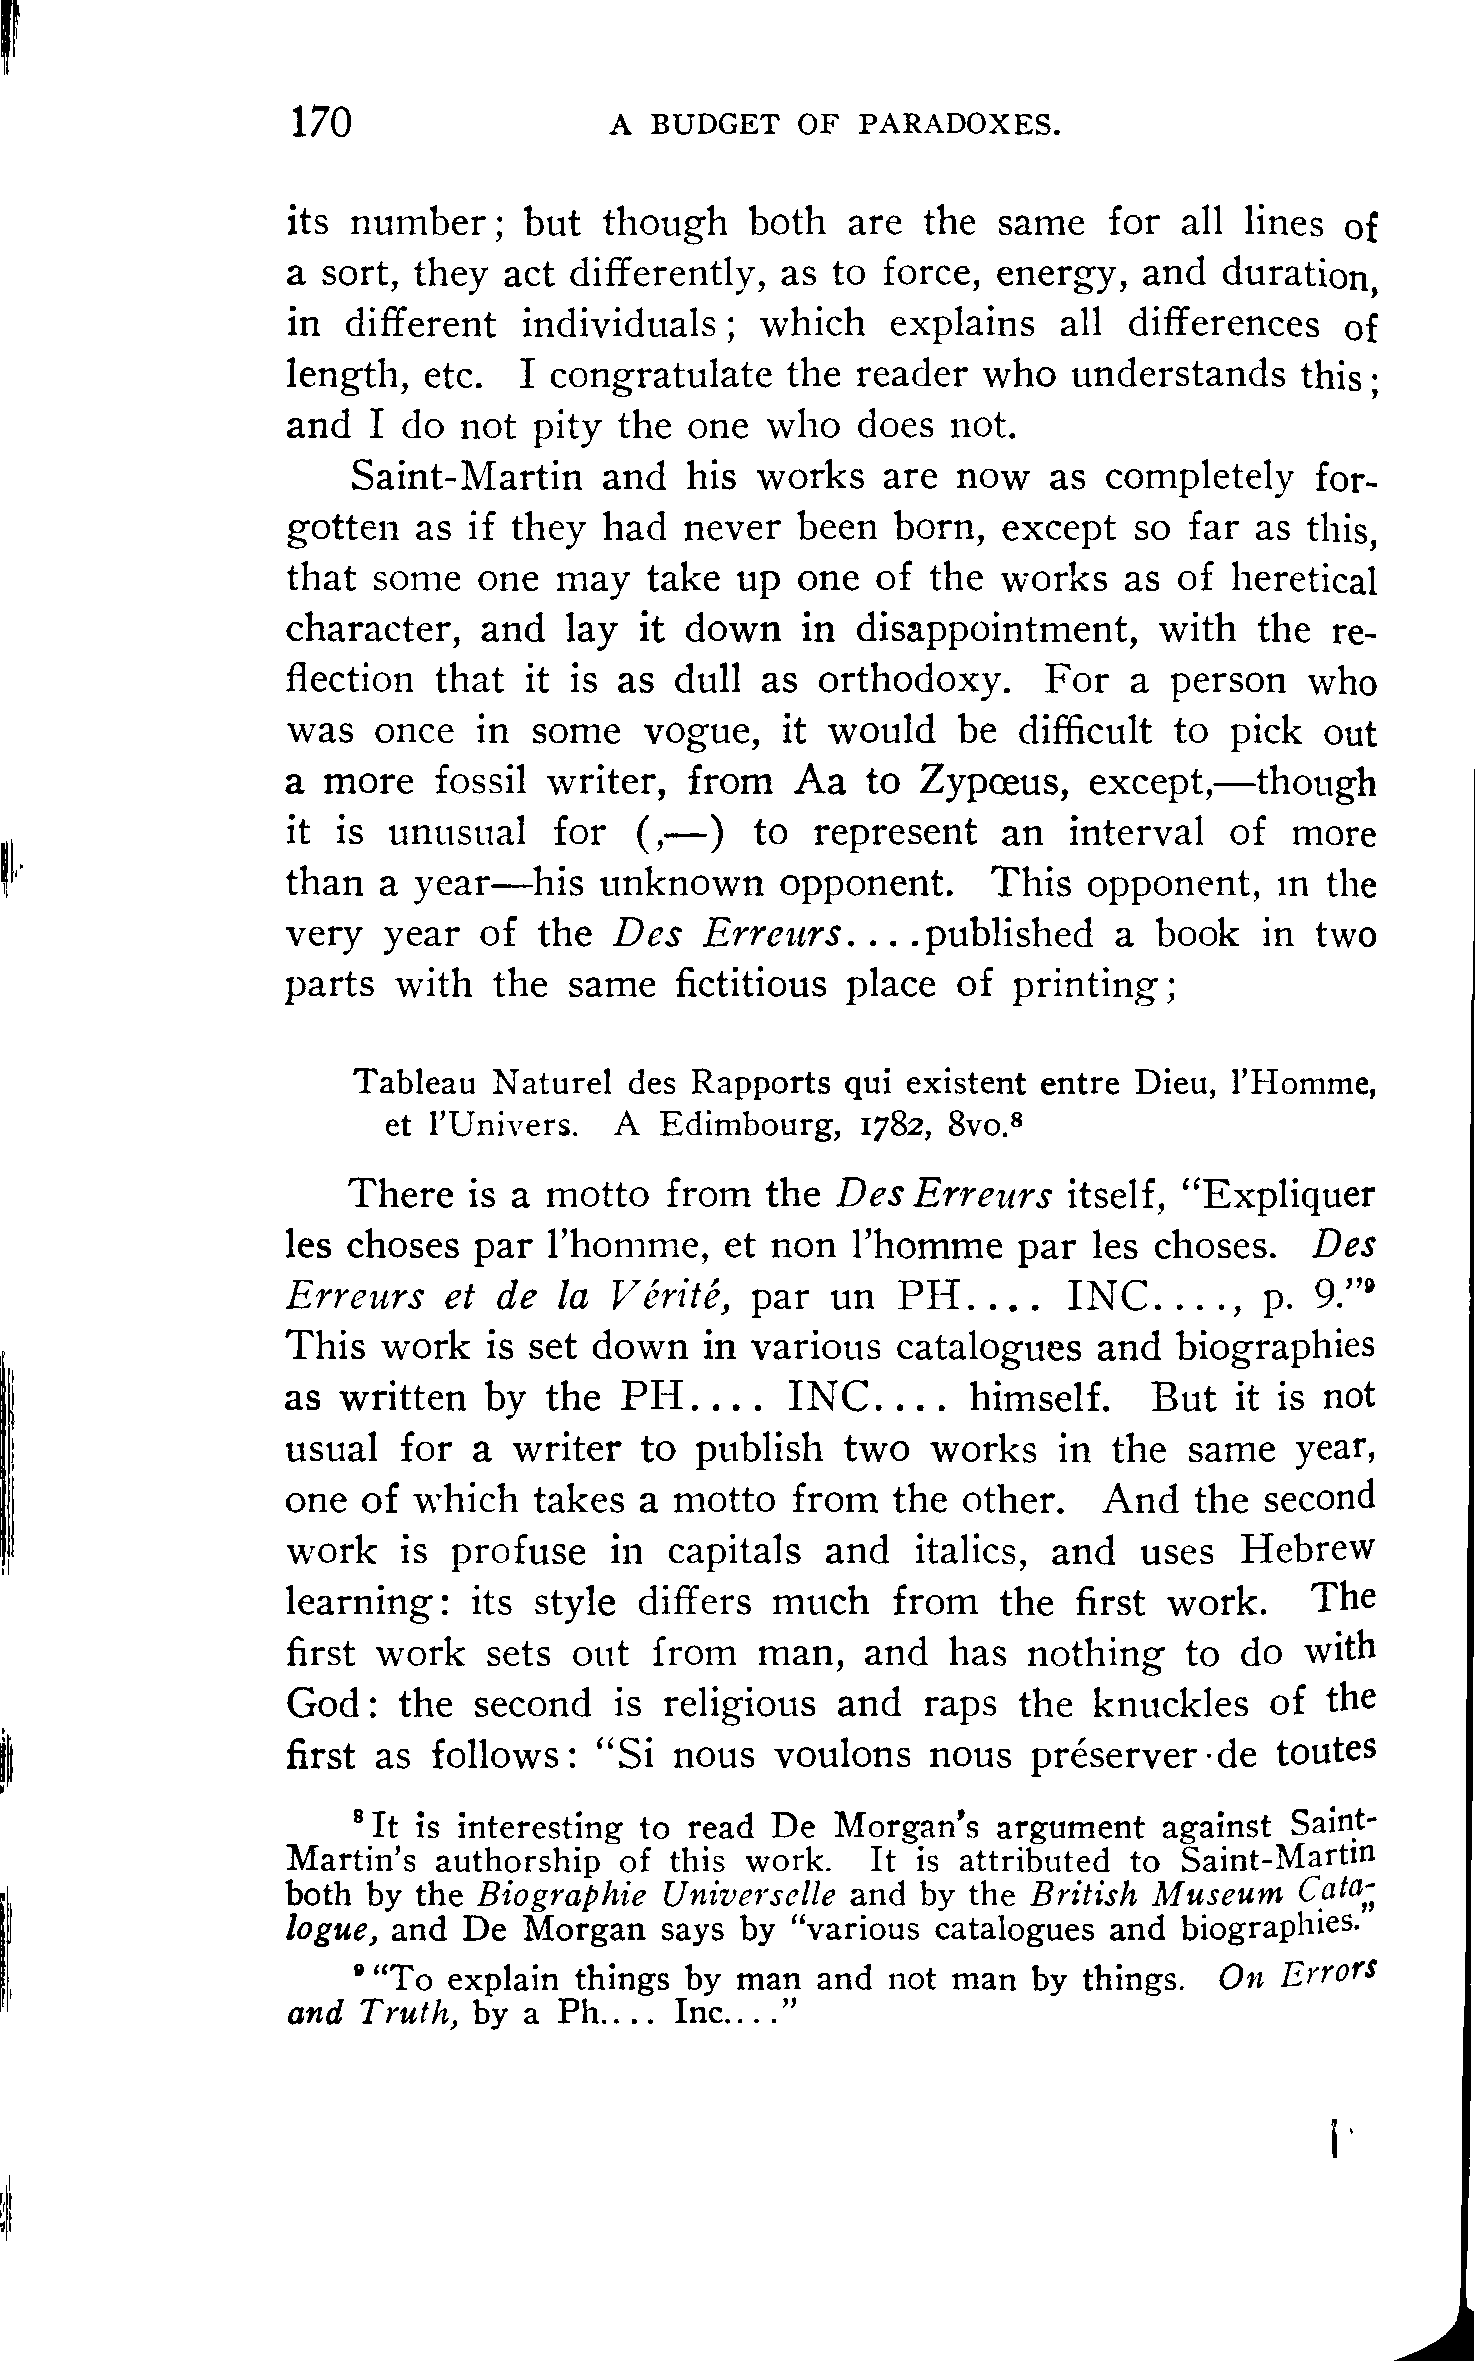 170 A BUDGET OF PARADOXES.
its number; but though both are the same for all lines of
a sort, they act differently, as to force, energy, and duration,
in different individuals; which explains all differences of
length, etc. I congratulate the reader who understands this;
and I do not pity the one who does not.
Saint-Martin and his works are now as completely for-
gotten as if they had never been born, except so far as this,
that some one may take up one of the works as of heretical
character, and lay it down in disappointment, with the re-
flection that it is as dull as orthodoxy. For a person who
was once in some vogue, it would be difficult to pick out
a more fossil writer, from Aa to Zypœus, except,—though
it is unusual for (,—) to represent an interval of more
than a year—his unknown opponent. This opponent, in the
very year of the Des Erreurs....published a book in two
parts with the same fictitious place of printing;
Tableau Naturel des Rapports qui existent entre Dieu, l'Homme,
et l'Univers. A Edimbourg, 1782, 8vo.⁸
There is a motto from the Des Erreurs itself, "Expliquer
les choses par l'homme, et non l'homme par les choses. Des
Erreurs et de la Vérité, par un PH.... INC...., p. 9."⁹
This work is set down in various catalogues and biographies
as written by the PH.... INC.... himself. But it is not
usual for a writer to publish two works in the same year,
one of which takes a motto from the other. And the second
work is profuse in capitals and italics, and uses Hebrew
learning: its style differs much from the first work. The
first work sets out from man, and has nothing to do with
God: the second is religious and raps the knuckles of the
first as follows: "Si nous voulons nous préserver de toutes
⁸ It is interesting to read De Morgan's argument against Saint-
Martin's authorship of this work. It is attributed to Saint-Martin
both by the Biographie Universelle and by the British Museum Cata-
logue, and De Morgan says by "various catalogues and biographies."
⁹ "To explain things by man and not man by things. On Errors
and Truth, by a Ph.... Inc...."